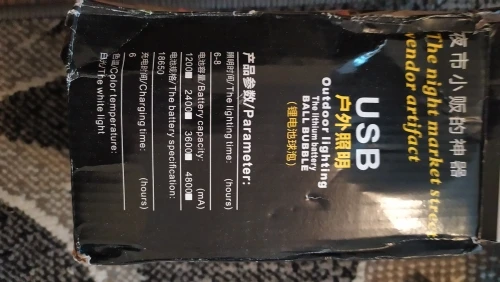 夜市小贩的神器
The night market street
vendor artifact
USB
户外照明
Outdoor lighting
The lithium battery
BALL BUBBLE
(锂电池球泡)
产品参数/Parameter:
照明时间/The lighting time:
6-8 (hours)
电池容量/Battery capacity:
1200■ 2400■ 3600■ 4800■ (mA)
电池规格/The battery specification:
18650
充电时间/Charging time:
6 (hours)
色温/Color temperature:
白光/The white light